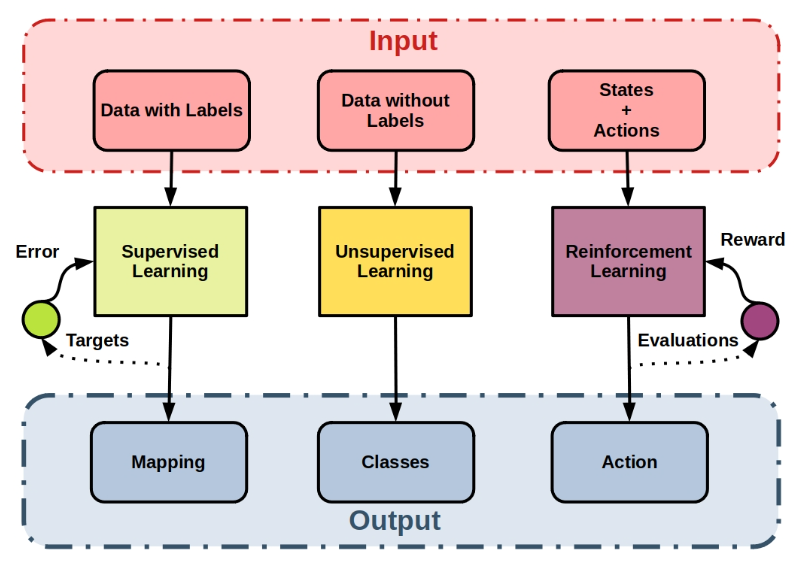 Input
Data with Labels
Data without
Labels
States
+
Actions
Error
Supervised
Learning
Unsupervised
Learning
Reinforcement
Learning
Reward
Targets
Evaluations
Mapping
Classes
Action
Output